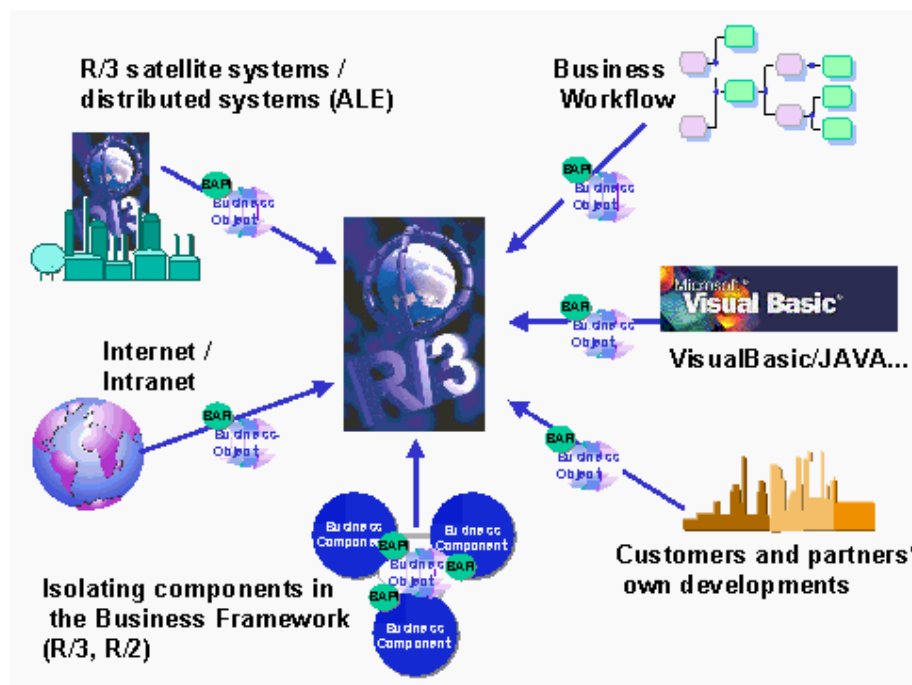 R/3 satellite systems /
distributed systems (ALE)
Business
Workflow
BAPI
Business
Object
BAPI
Business
Object
R/3
R/3
Microsoft®
Visual Basic®
BAPI
Business
Object
VisualBasic/JAVA...
Internet /
Intranet
BAPI
Business
Object
BAPI
Business
Object
Customers and partners'
own developments
Business
Component
Business
Component
BAPI
Business
Object
BAPI
BAPI
Business
Component
Isolating components in
the Business Framework
(R/3, R/2)